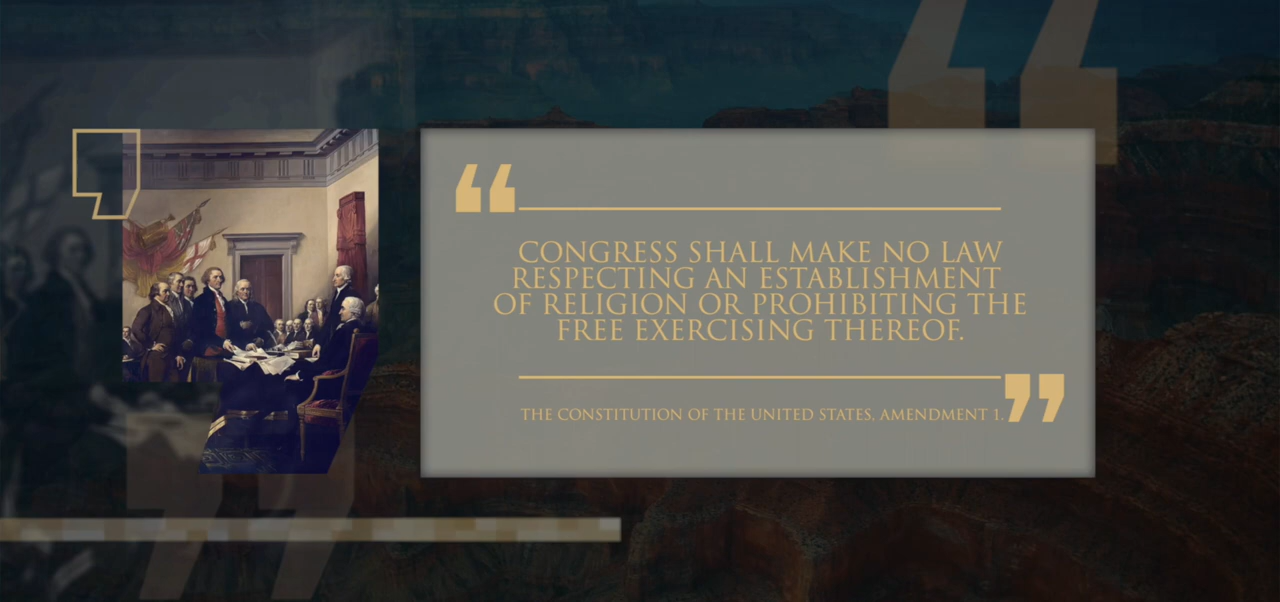 CONGRESS SHALL MAKE NO LAW
RESPECTING AN ESTABLISHMENT
OF RELIGION OR PROHIBITING THE
FREE EXERCISING THEREOF.
THE CONSTITUTION OF THE UNITED STATES, AMENDMENT 1.